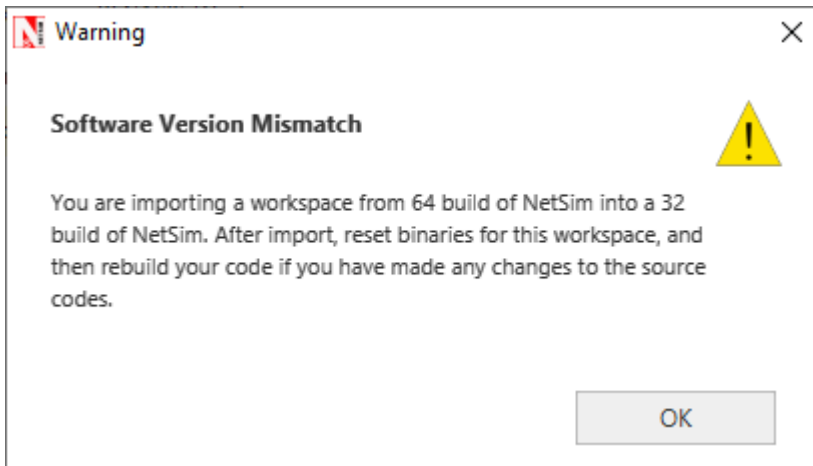 Warning
Software Version Mismatch
You are importing a workspace from 64 build of NetSim into a 32
build of NetSim. After import, reset binaries for this workspace, and
then rebuild your code if you have made any changes to the source
codes.
OK